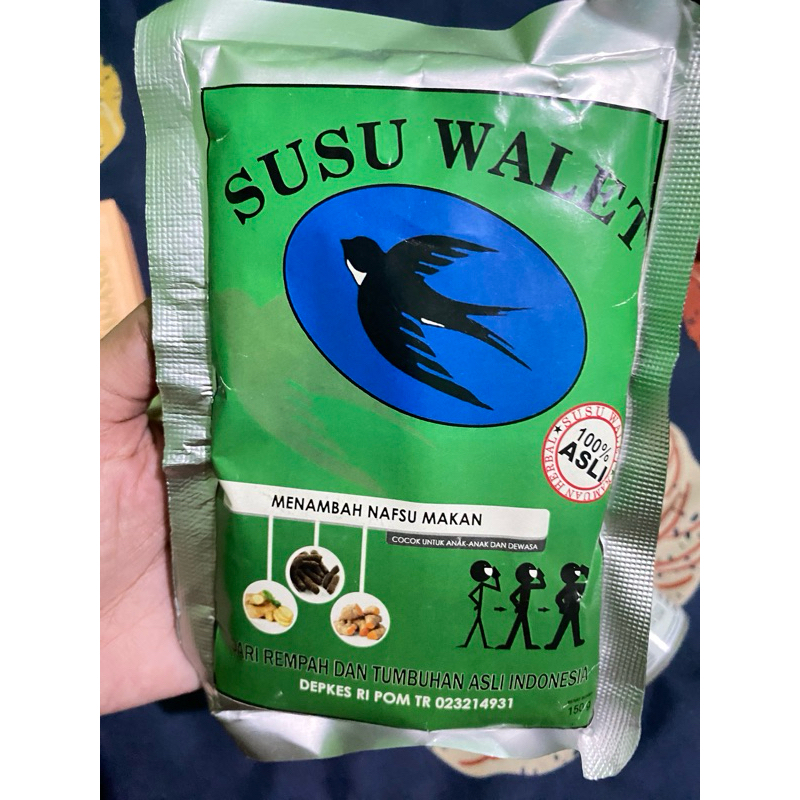 SUSU WALET
100%
ASLI
MENAMBAH NAFSU MAKAN
COCOK UNTUK ANAK-ANAK DAN DEWASA
DARI REMPAH DAN TUMBUHAN ASLI INDONESIA
DEPKES RI POM TR 023214931